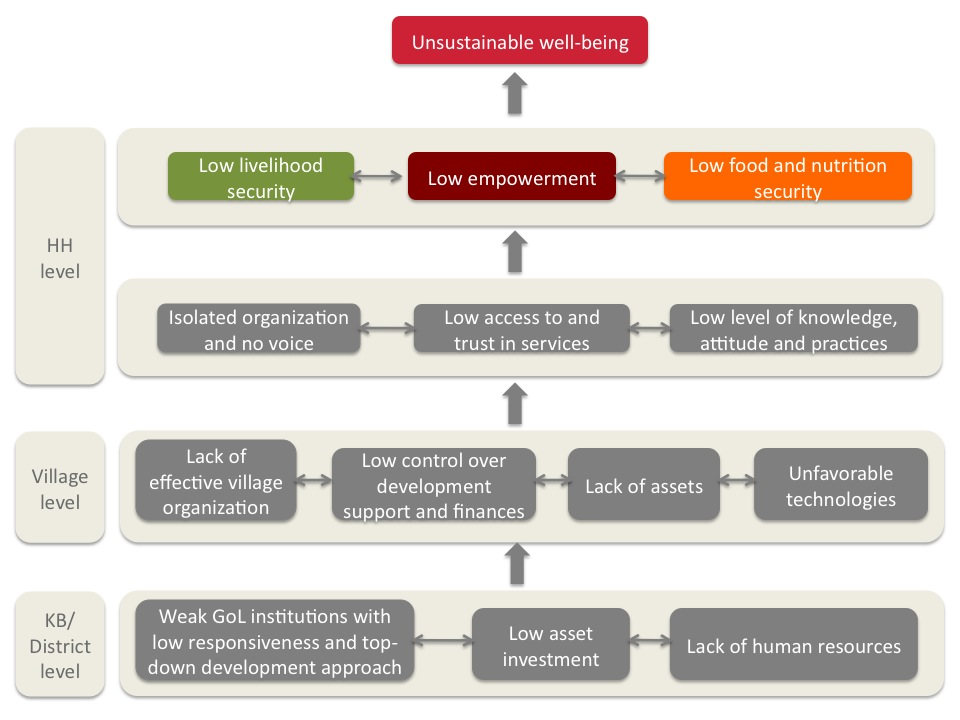 Unsustainable well-being
HH
level
Low livelihood
security
Low empowerment
Low food and nutrition
security
Isolated organization
and no voice
Low access to and
trust in services
Low level of knowledge,
attitude and practices
Village
level
Lack of
effective village
organization
Low control over
development
support and finances
Lack of assets
Unfavorable
technologies
KB/
District
level
Weak GoL institutions with
low responsiveness and top-
down development approach
Low asset
investment
Lack of human resources